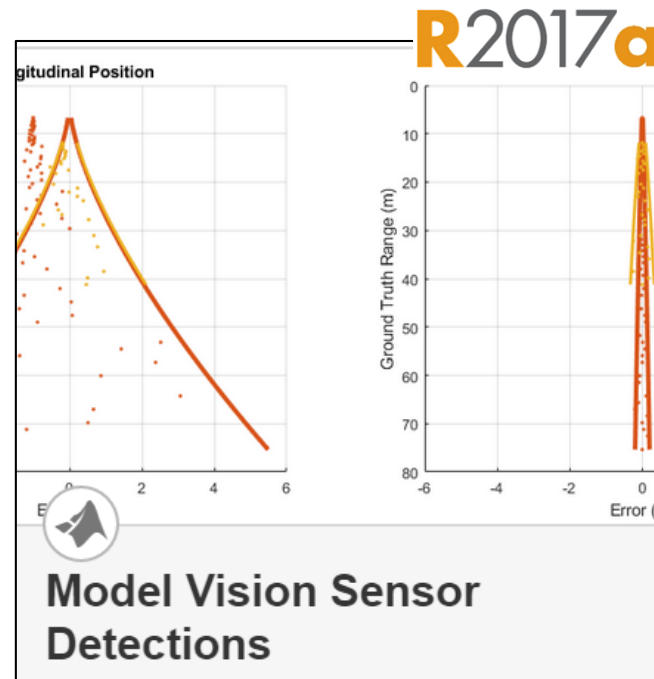 R2017a
gitudinal Position
0
10
20
30
40
50
60
70
80
Ground Truth Range (m)
0
2
4
6
-6
-4
-2
0
E
Error (
Model Vision Sensor
Detections